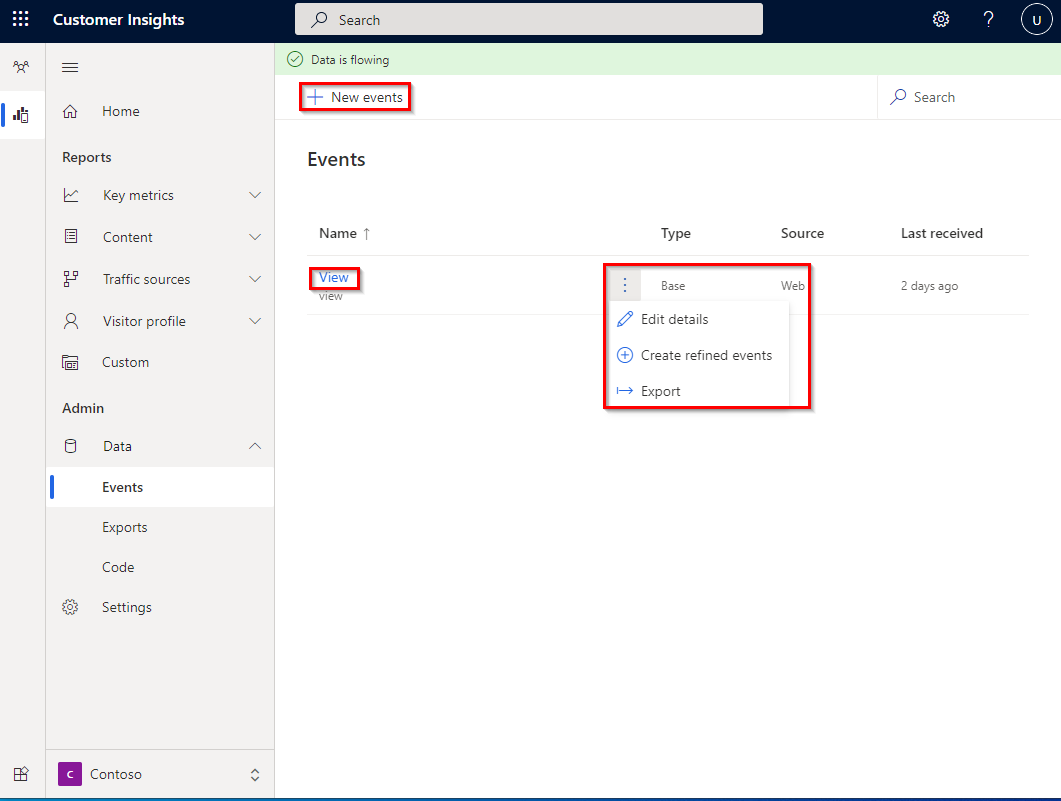 Customer Insights
Search
?
U
Data is flowing
New events
Search
Home
Reports
Key metrics
Content
Traffic sources
Visitor profile
Custom
Admin
Data
Events
Exports
Code
Settings
C
Contoso
Events
Name ↑ Type Source Last received
View
view
Base Web 2 days ago
Edit details
Create refined events
Export